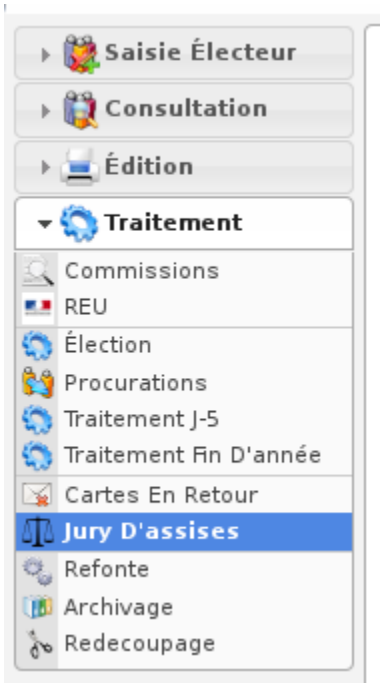 Saisie Électeur
Consultation
Édition
Traitement
Commissions
REU
Élection
Procurations
Traitement J-5
Traitement Fin D'année
Cartes En Retour
Jury D'assises
Refonte
Archivage
Redecoupage